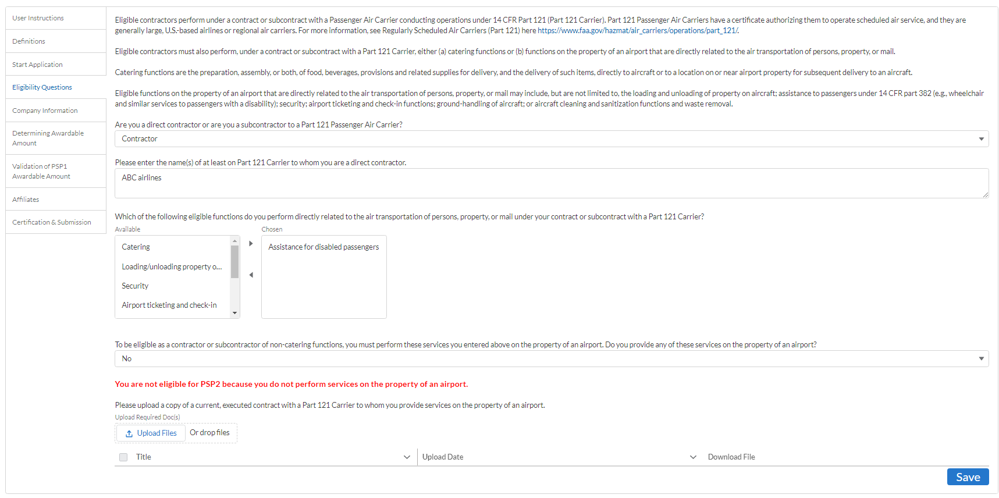 User Instructions
Definitions
Start Application
Eligibility Questions
Company Information
Determining Awardable
Amount
Validation of PSP1
Awardable Amount
Affiliates
Certification & Submission
Eligible contractors perform under a contract or subcontract with a Passenger Air Carrier conducting operations under 14 CFR Part 121 (Part 121 Carrier). Part 121 Passenger Air Carriers have a certificate authorizing them to operate scheduled air service, and they are
generally large, U.S.-based airlines or regional air carriers. For more information, see Regularly Scheduled Air Carriers (Part 121) here https://www.faa.gov/hazmat/air_carriers/operations/part_121/.
Eligible contractors must also perform, under a contract or subcontract with a Part 121 Carrier, either (a) catering functions or (b) functions on the property of an airport that are directly related to the air transportation of persons, property, or mail.
Catering functions are the preparation, assembly, or both, of food, beverages, provisions and related supplies for delivery, and the delivery of such items, directly to aircraft or to a location on or near airport property for subsequent delivery to an aircraft.
Eligible functions on the property of an airport that are directly related to the air transportation of persons, property, or mail may include, but are not limited to, the loading and unloading of property on aircraft; assistance to passengers under 14 CFR part 382 (e.g., wheelchair
and similar services to passengers with a disability); security; airport ticketing and check-in functions; ground-handling of aircraft; or aircraft cleaning and sanitization functions and waste removal.
Are you a direct contractor or are you a subcontractor to a Part 121 Passenger Air Carrier?
Contractor
Please enter the name(s) of at least on Part 121 Carrier to whom you are a direct contractor.
ABC airlines
Which of the following eligible functions do you perform directly related to the air transportation of persons, property, or mail under your contract or subcontract with a Part 121 Carrier?
Available
Catering
Loading/unloading property o...
Security
Airport ticketing and check-in
Chosen
Assistance for disabled passengers
To be eligible as a contractor or subcontractor of non-catering functions, you must perform these services you entered above on the property of an airport. Do you provide any of these services on the property of an airport?
No
You are not eligible for PSP2 because you do not perform services on the property of an airport.
Please upload a copy of a current, executed contract with a Part 121 Carrier to whom you provide services on the property of an airport.
Upload Required Doc(s)
Upload Files Or drop files
Title Upload Date Download File
Save